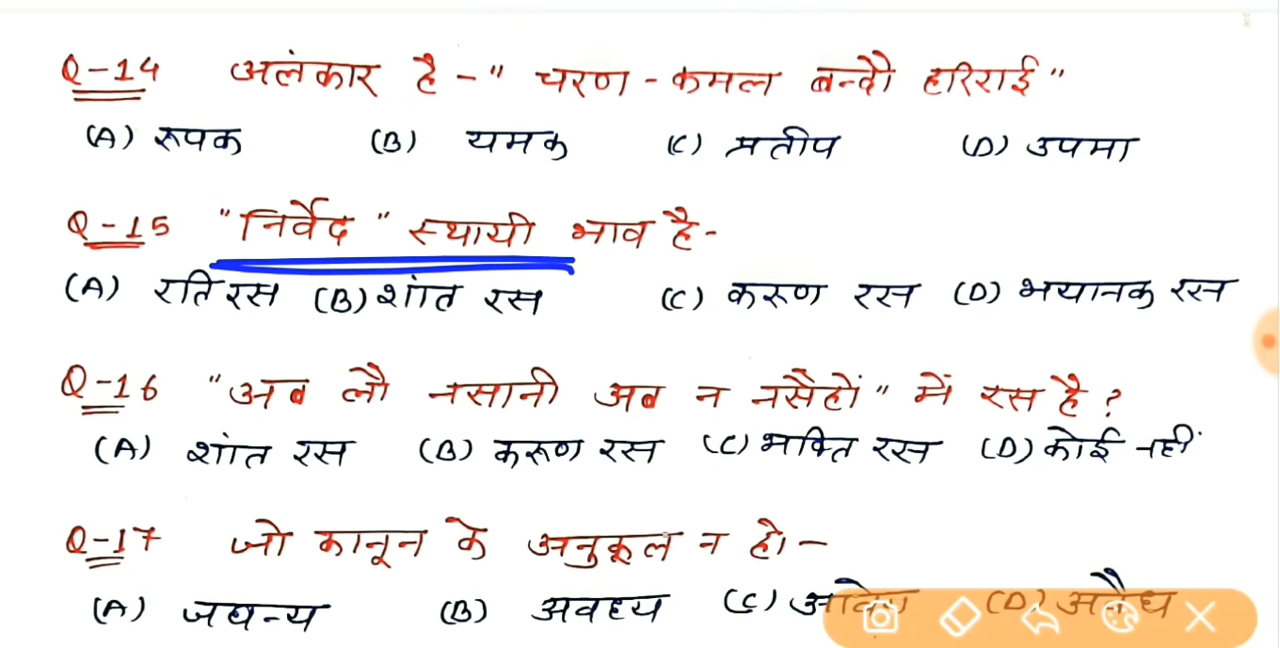 Q-14 अलंकार है -" चरण - कमल बन्दौ हरिराई "
(A) रूपक (B) यमक (C) प्रतीप (D) उपमा
Q-15 "निर्वेद" स्थायी भाव है-
(A) रति रस (B) शांत रस (C) करूण रस (D) भयानक रस
Q-16 "अब लौ नसानी अब न नसैहों" में रस है ?
(A) शांत रस (B) करूण रस (C) भक्ति रस (D) कोई नहीं
Q-17 जो कानून के अनुकूल न हो -
(A) जघन्य (B) अवध्य (C) (D) अवैध